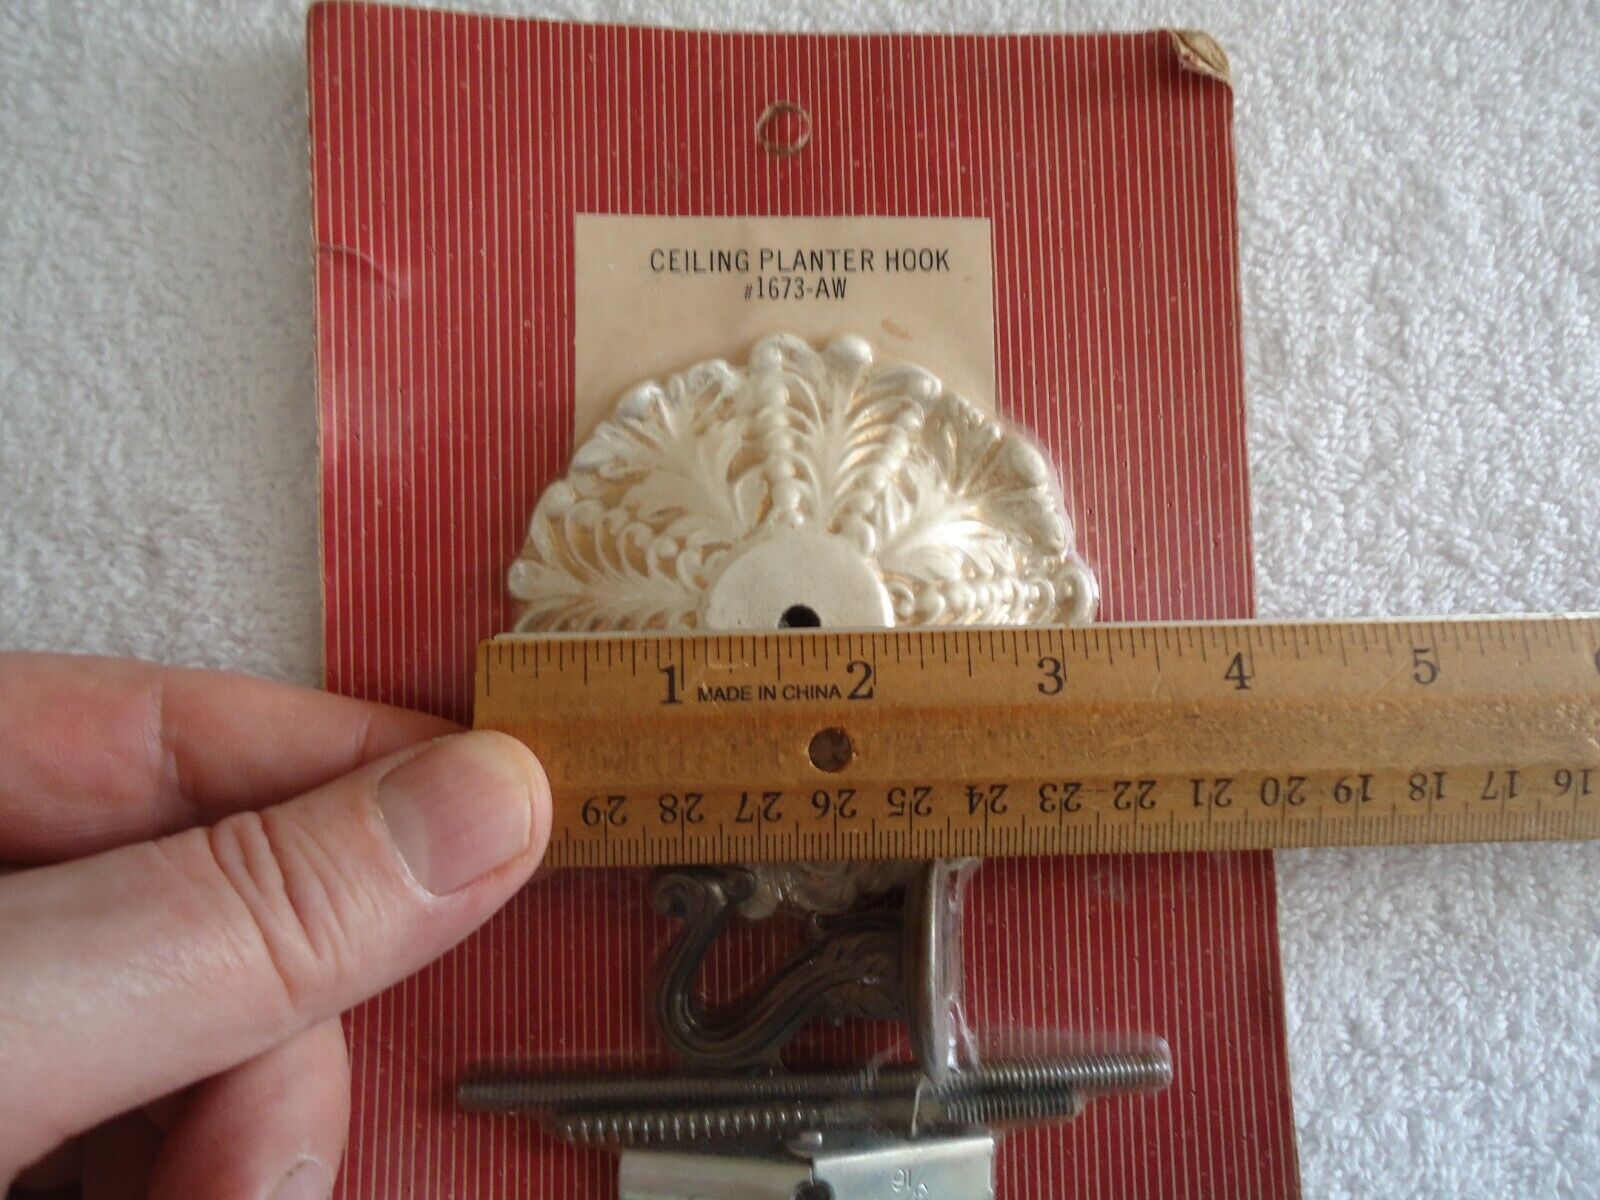 CEILING PLANTER HOOK
#1673-AW
1 MADE IN CHINA 2 3 4 5 6
29 28 27 26 25 24 23 22 21 20 19 18 17 16